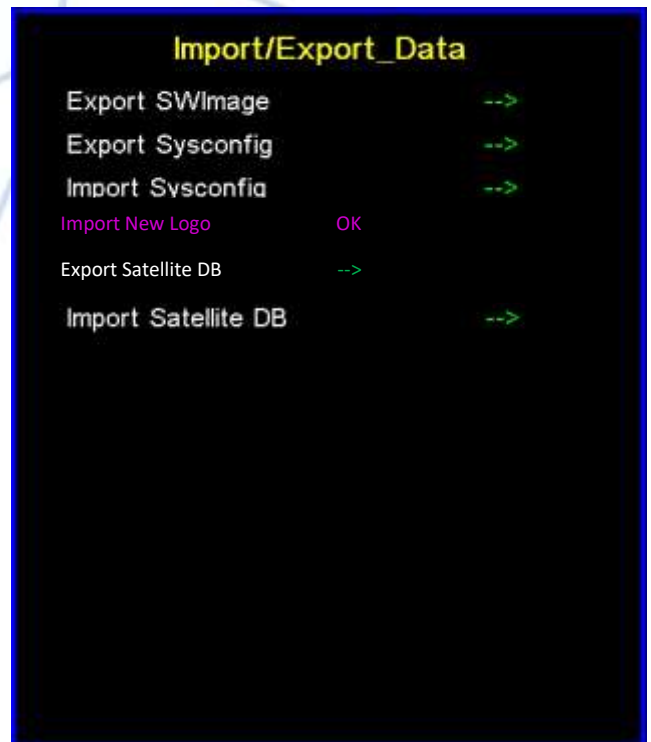 Import/Export_Data
Export SWImage -->
Export Sysconfig -->
Import Sysconfig -->
Import New Logo OK
Export Satellite DB -->
Import Satellite DB -->